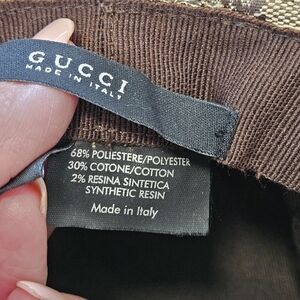 GUCCI
MADE IN ITALY
68% POLIESTERE/POLYESTER
30% COTONE/COTTON
2% RESINA SINTETICA
SYNTHETIC RESIN
Made in Italy